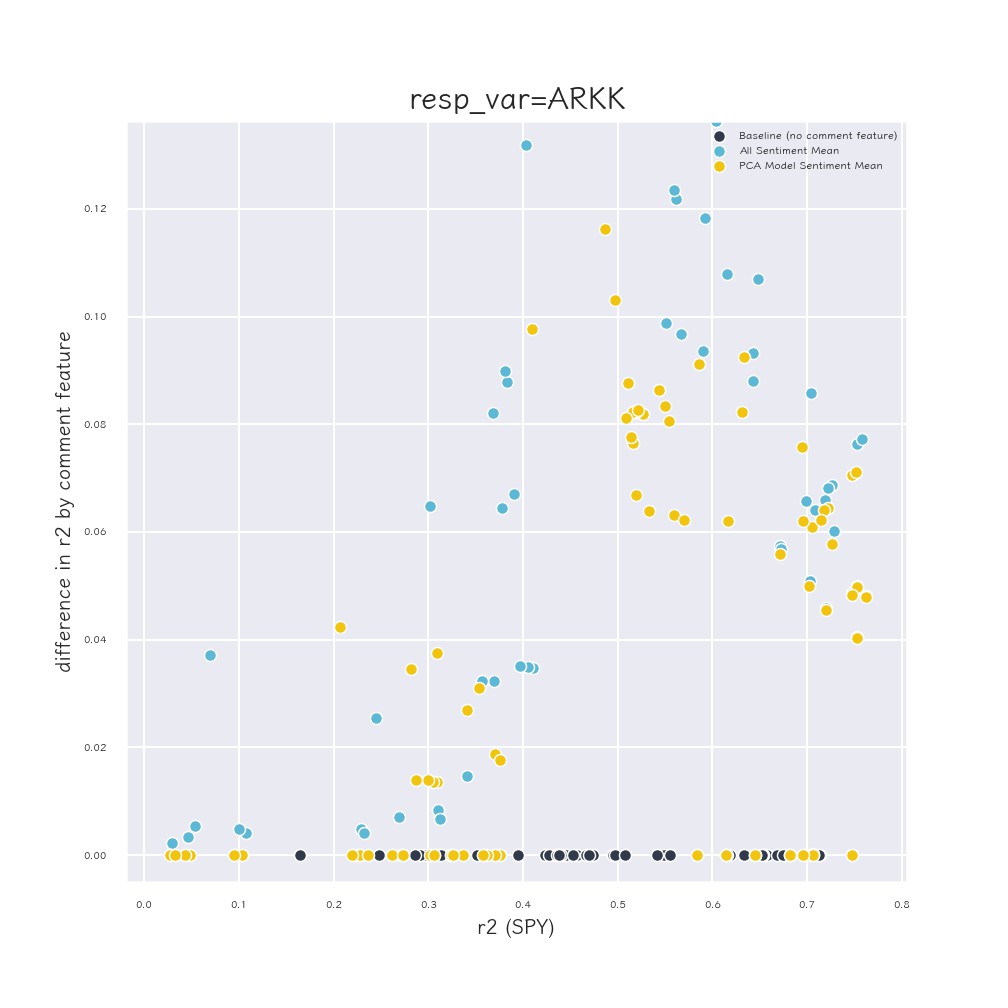 resp_var=ARKK
Baseline (no comment feature)
All Sentiment Mean
PCA Model Sentiment Mean
difference in r2 by comment feature
0.12
0.10
0.08
0.06
0.04
0.02
0.00
0.0 0.1 0.2 0.3 0.4 0.5 0.6 0.7 0.8
r2 (SPY)